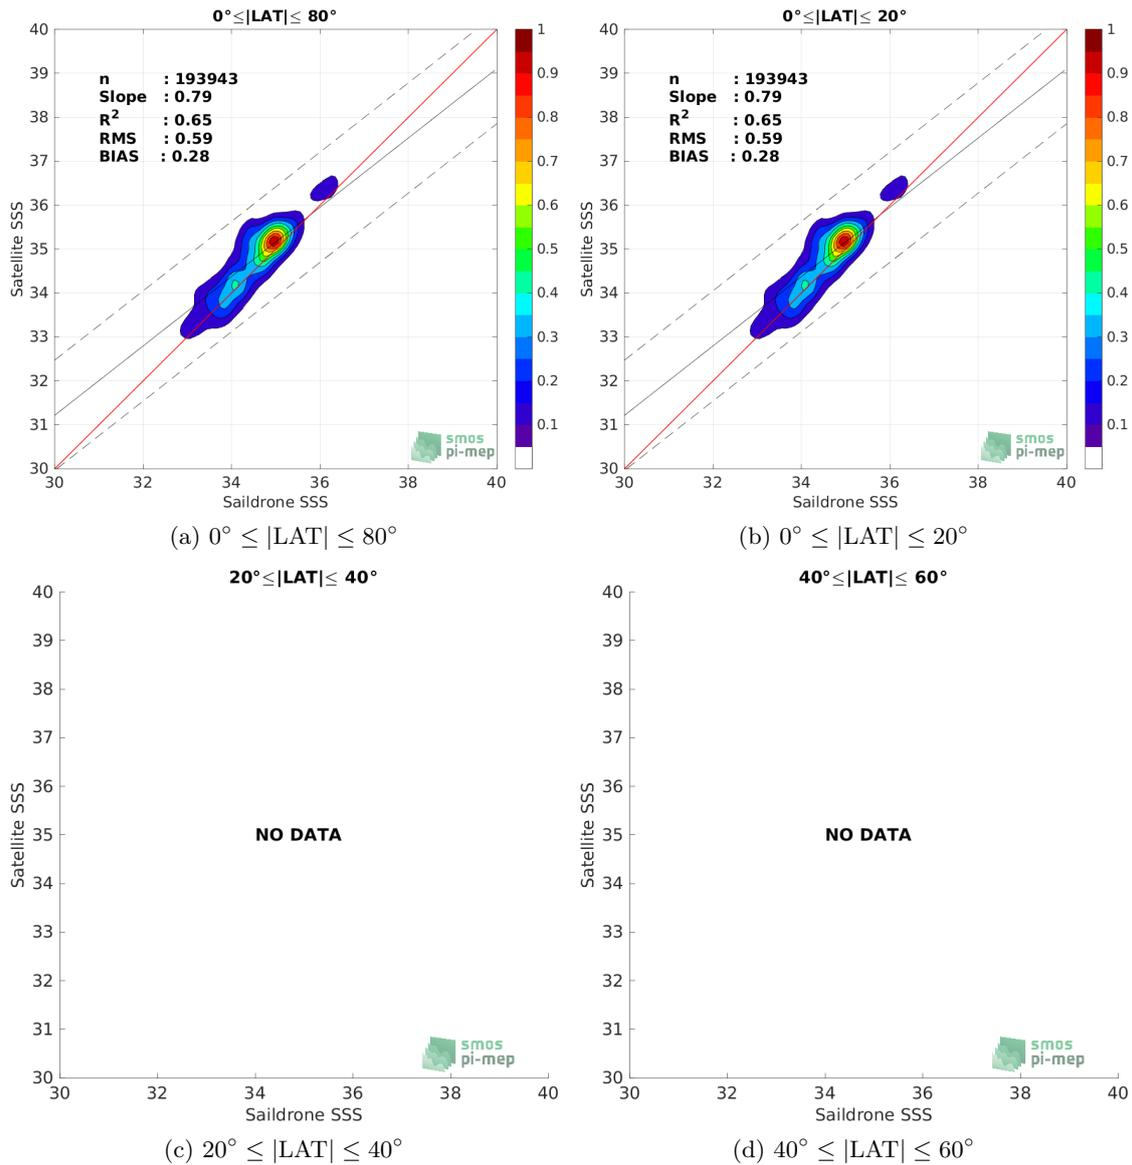 0°≤|LAT|≤ 80°
40
39
38
37
36
35
34
33
32
31
30
Satellite SSS
n : 193943
Slope : 0.79
R² : 0.65
RMS : 0.59
BIAS : 0.28
1
0.9
0.8
0.7
0.6
0.5
0.4
0.3
0.2
0.1
smos
pi-mep
30 32 34 36 38 40
Saildrone SSS
(a) 0° ≤ |LAT| ≤ 80°
0°≤|LAT|≤ 20°
40
39
38
37
36
35
34
33
32
31
30
Satellite SSS
n : 193943
Slope : 0.79
R² : 0.65
RMS : 0.59
BIAS : 0.28
1
0.9
0.8
0.7
0.6
0.5
0.4
0.3
0.2
0.1
smos
pi-mep
30 32 34 36 38 40
Saildrone SSS
(b) 0° ≤ |LAT| ≤ 20°
20°≤|LAT|≤ 40°
40
39
38
37
36
35
34
33
32
31
30
Satellite SSS
NO DATA
smos
pi-mep
30 32 34 36 38 40
Saildrone SSS
(c) 20° ≤ |LAT| ≤ 40°
40°≤|LAT|≤ 60°
40
39
38
37
36
35
34
33
32
31
30
Satellite SSS
NO DATA
smos
pi-mep
30 32 34 36 38 40
Saildrone SSS
(d) 40° ≤ |LAT| ≤ 60°